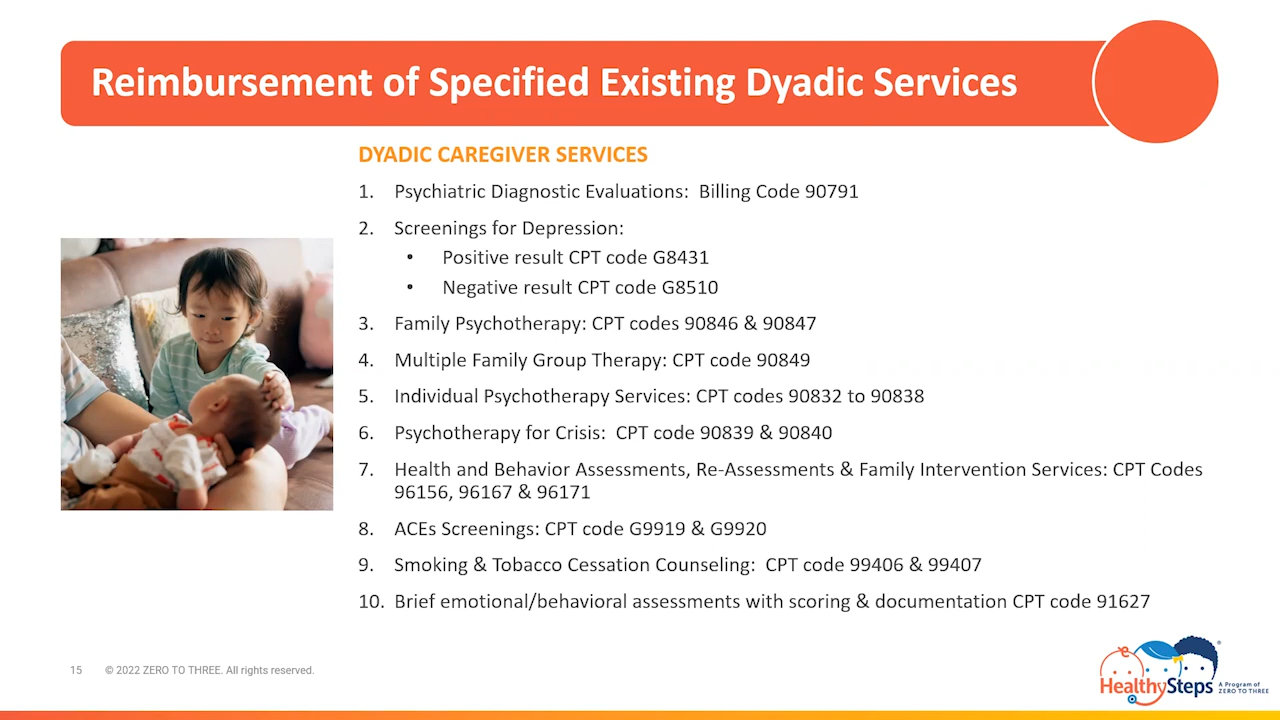 Reimbursement of Specified Existing Dyadic Services
DYADIC CAREGIVER SERVICES
1. Psychiatric Diagnostic Evaluations: Billing Code 90791
2. Screenings for Depression:
• Positive result CPT code G8431
• Negative result CPT code G8510
3. Family Psychotherapy: CPT codes 90846 & 90847
4. Multiple Family Group Therapy: CPT code 90849
5. Individual Psychotherapy Services: CPT codes 90832 to 90838
6. Psychotherapy for Crisis: CPT code 90839 & 90840
7. Health and Behavior Assessments, Re-Assessments & Family Intervention Services: CPT Codes
96156, 96167 & 96171
8. ACEs Screenings: CPT code G9919 & G9920
9. Smoking & Tobacco Cessation Counseling: CPT code 99406 & 99407
10. Brief emotional/behavioral assessments with scoring & documentation CPT code 91627
15 © 2022 ZERO TO THREE. All rights reserved.
HealthySteps ®
A Program of
ZERO TO THREE